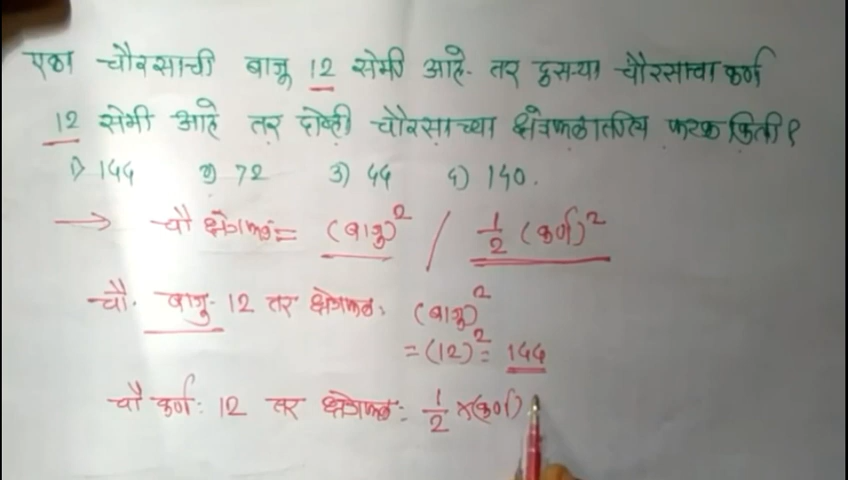 एका चौरसाची बाजू 12 सेमी आहे. तर दुसऱ्या चौरसाचा कर्ण
12 सेमी आहे तर दोन्ही चौरसाच्या क्षेत्रफळातील फरक किती ?
1) 144 2) 72 3) 44 4) 140.
→ चौ क्षेत्रफळ = (बाजू)² / 1/2 (कर्ण)²
चौ. बाजू- 12 तर क्षेत्रफळ: (बाजू)²
= (12)² = 144
चौ कर्ण: 12 तर क्षेत्रफळ: 1/2 × (कर्ण)